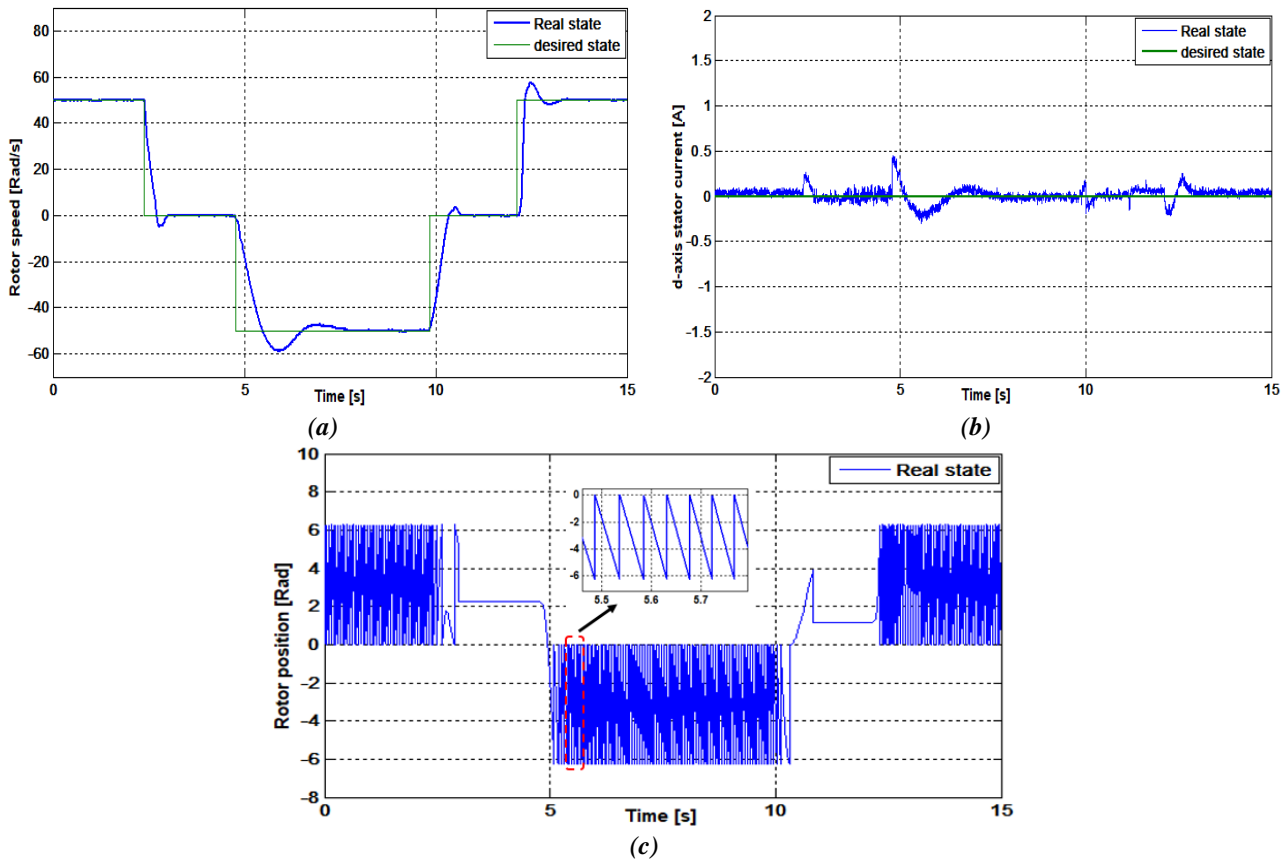 Real state
desired state
80
60
40
20
0
-20
-40
-60
0 5 10 15
Rotor speed [Rad/s]
Time [s]
(a)
Real state
desired state
2
1.5
1
0.5
0
-0.5
-1
-1.5
-2
0 5 10 15
d-axis stator current [A]
Time [s]
(b)
Real state
10
8
6
4
2
0
-2
-4
-6
-8
0 5 10 15
Rotor position [Rad]
Time [s]
0
-2
-4
-6
5.5 5.6 5.7
(c)